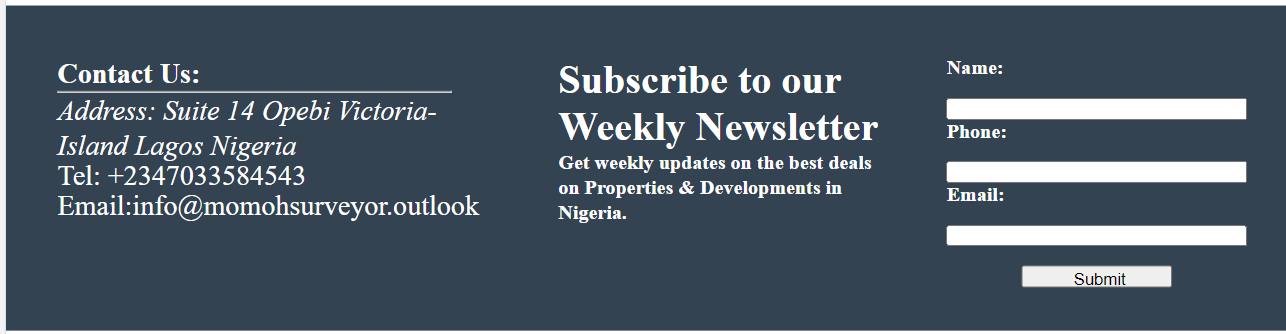 Contact Us:
Address: Suite 14 Opebi Victoria-
Island Lagos Nigeria
Tel: +2347033584543
Email:info@momohsurveyor.outlook
Subscribe to our
Weekly Newsletter
Get weekly updates on the best deals
on Properties & Developments in
Nigeria.
Name:
Phone:
Email:
Submit